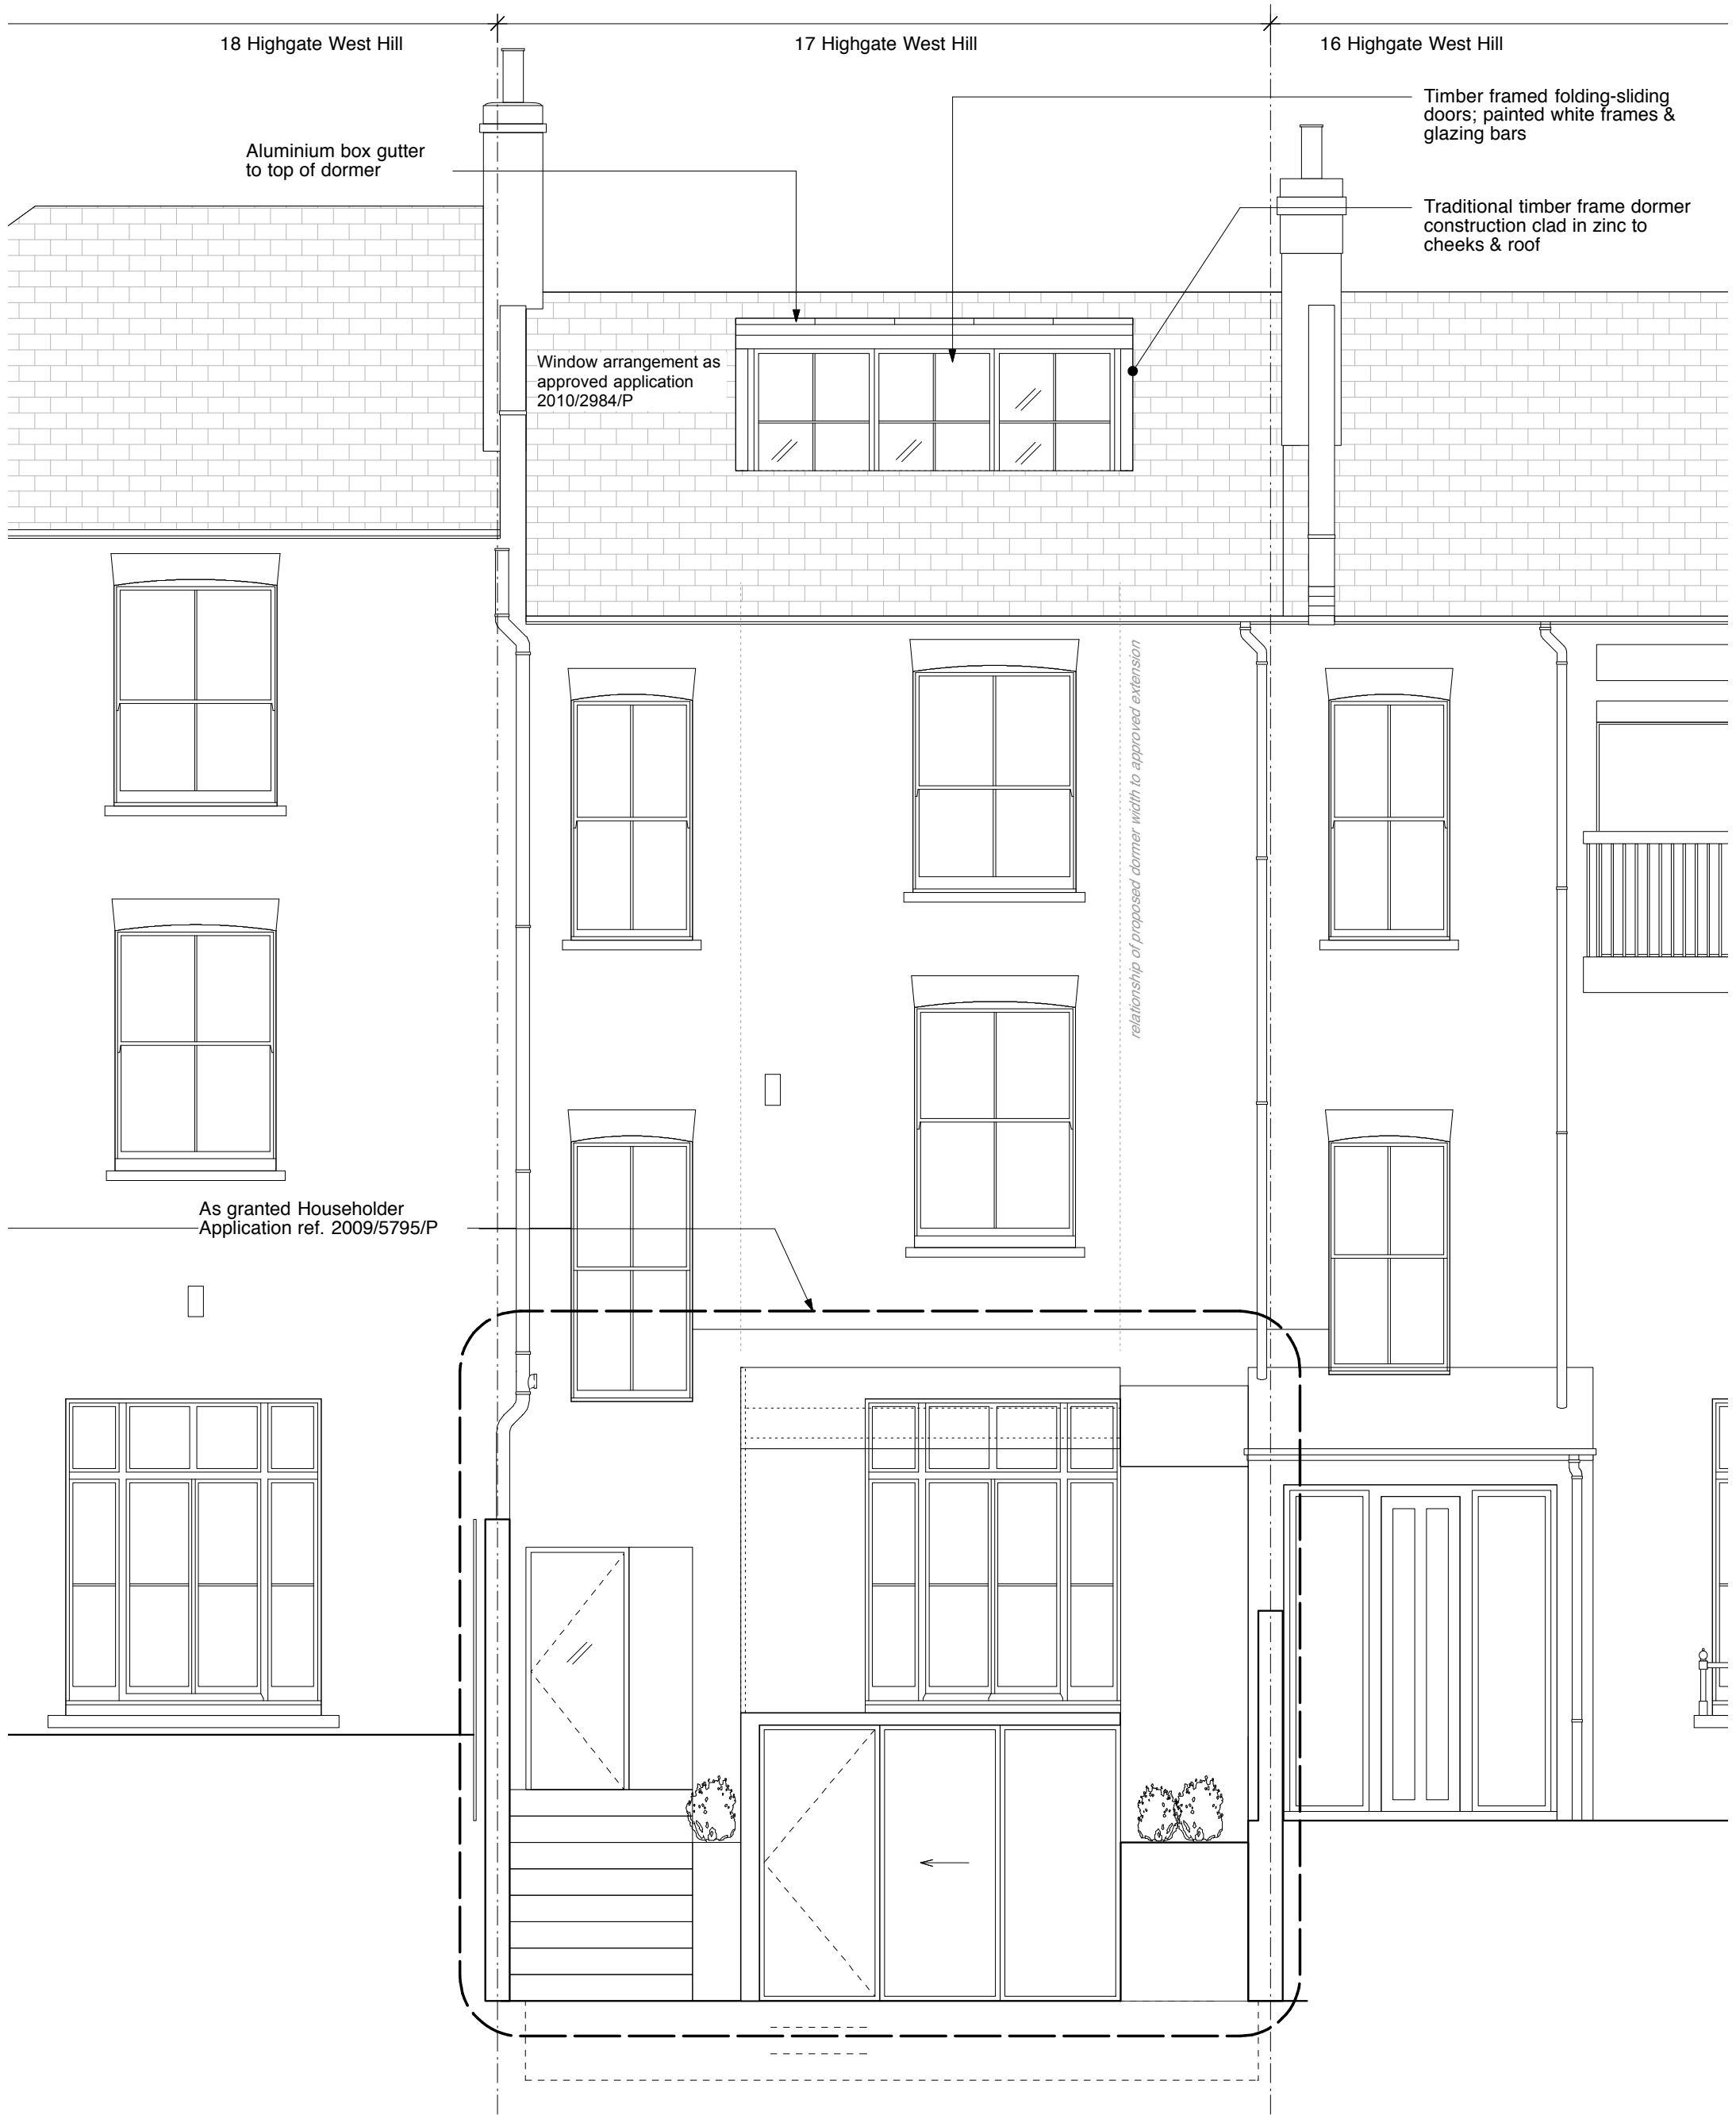 18 Highgate West Hill
17 Highgate West Hill
16 Highgate West Hill
Timber framed folding-sliding
doors; painted white frames &
glazing bars
Aluminium box gutter
to top of dormer
Traditional timber frame dormer
construction clad in zinc to
cheeks & roof
Window arrangement as
approved application
2010/2984/P
relationship of proposed dormer width to approved extension
As granted Householder
Application ref. 2009/5795/P